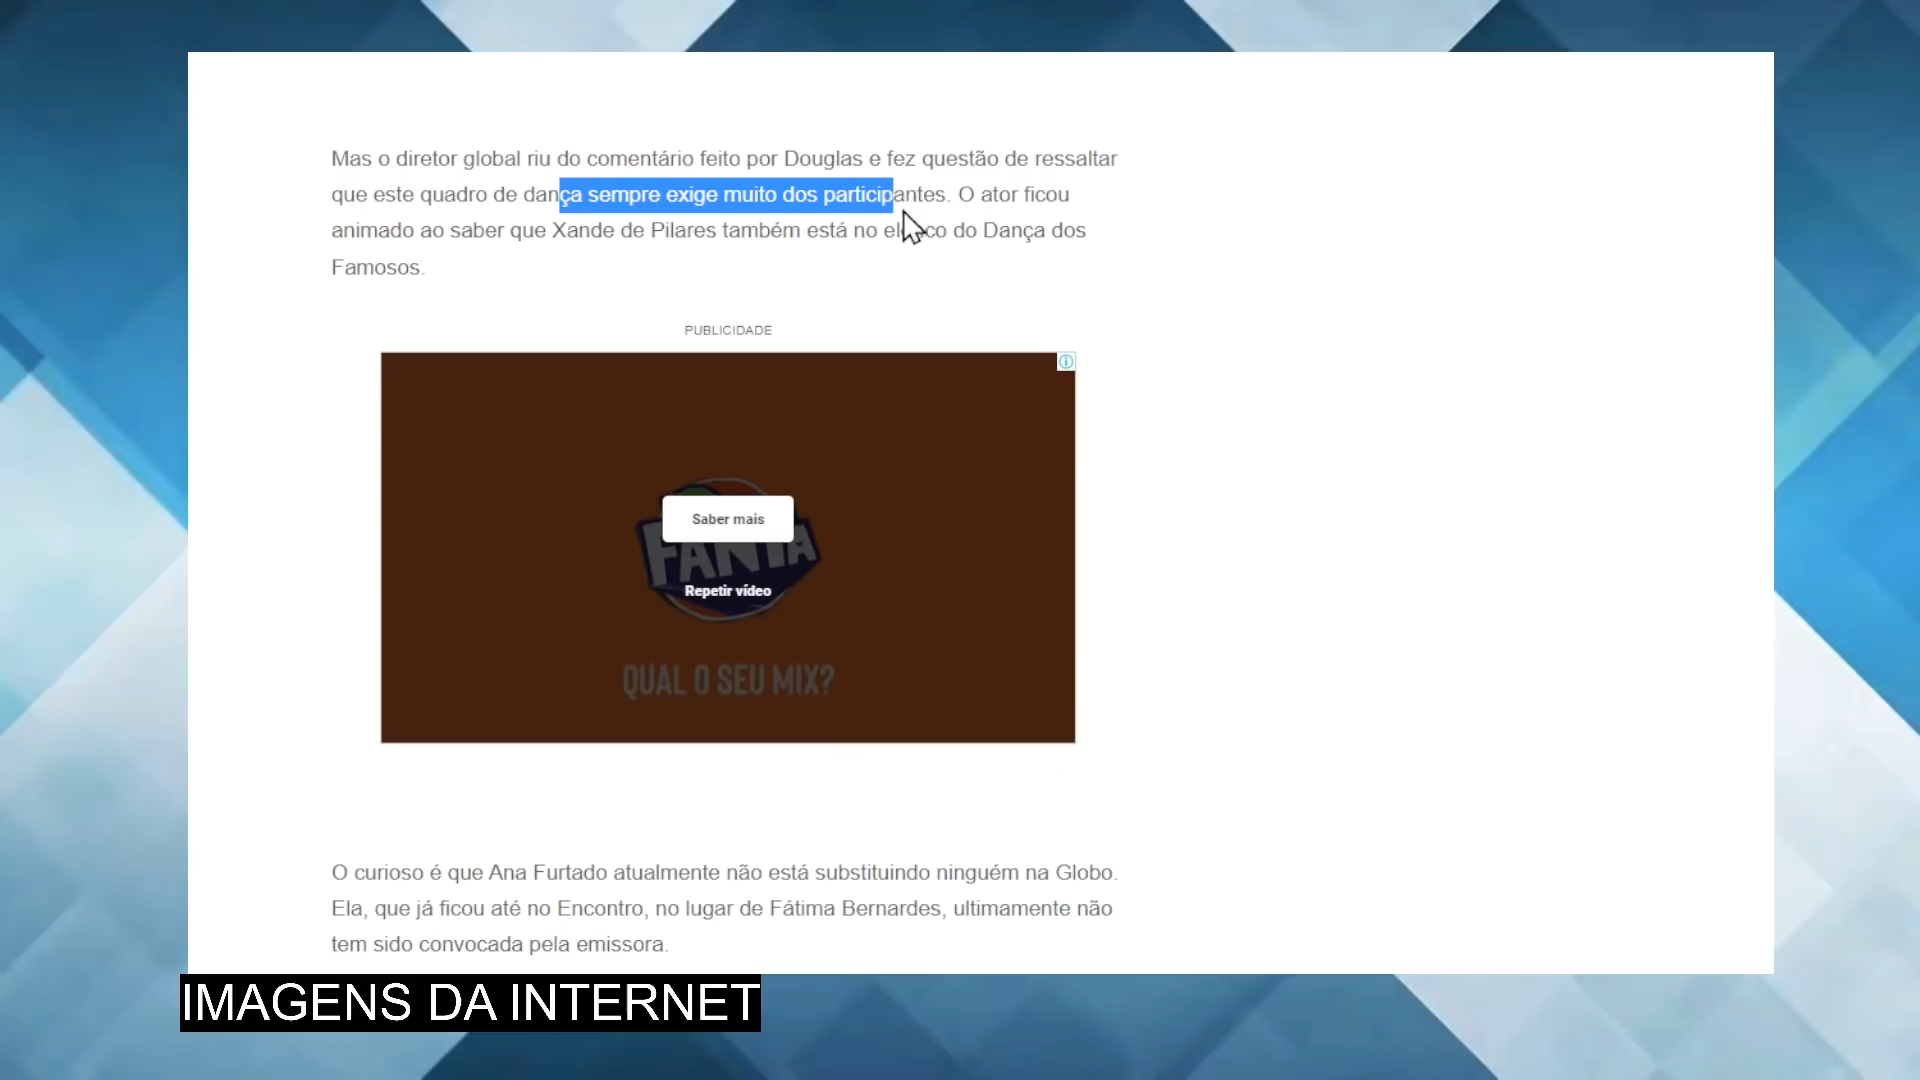 Mas o diretor global riu do comentário feito por Douglas e fez questão de ressaltar
que este quadro de dança sempre exige muito dos participantes. O ator ficou
animado ao saber que Xande de Pilares também está no elenco do Dança dos
Famosos.
PUBLICIDADE
Saber mais
FANTA
Repetir vídeo
QUAL O SEU MIX?
O curioso é que Ana Furtado atualmente não está substituindo ninguém na Globo.
Ela, que já ficou até no Encontro, no lugar de Fátima Bernardes, ultimamente não
tem sido convocada pela emissora.
IMAGENS DA INTERNET